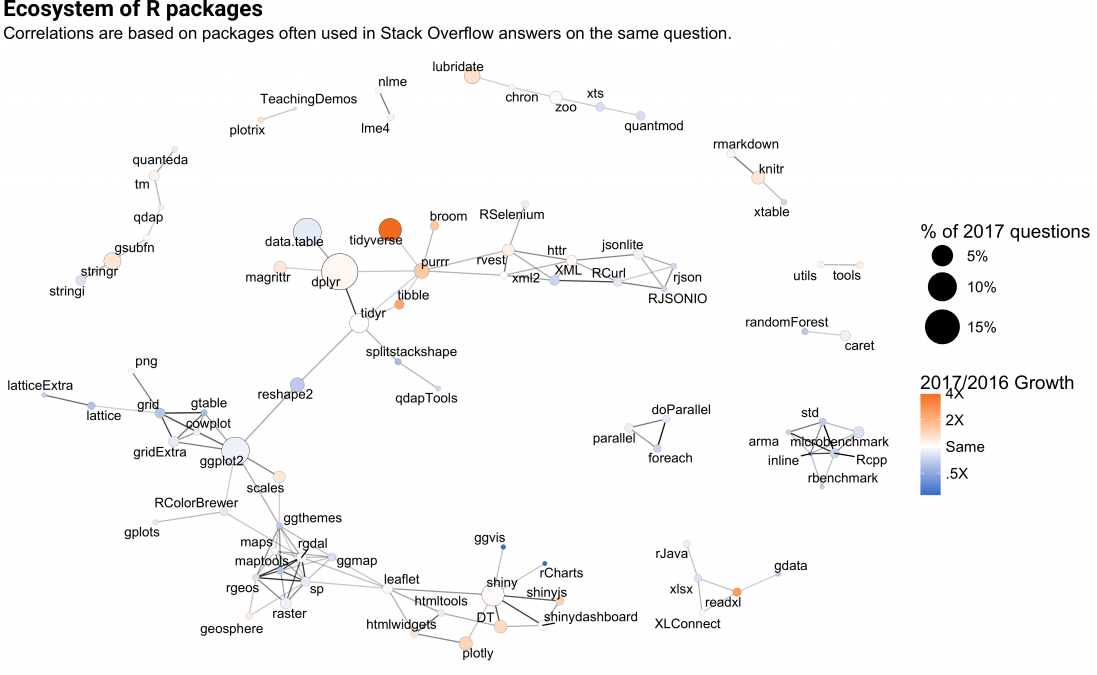 Ecosystem of R packages
Correlations are based on packages often used in Stack Overflow answers on the same question.
lubridate
nlme
TeachingDemos
chron
xts
zoo
plotrix
lme4
quantmod
rmarkdown
quanteda
knitr
tm
xtable
qdap
broom
RSelenium
data.table
tidyverse
gsubfn
httr
jsonlite
stringr
magrittr
dplyr
purrr
rvest
XML
RCurl
rjson
xml2
stringi
tibble
RJSONIO
utils
tools
tidyr
randomForest
caret
splitstackshape
png
latticeExtra
reshape2
qdapTools
lattice
grid
gtable
cowplot
gridExtra
ggplot2
doParallel
parallel
foreach
std
arma
microbenchmark
inline
Rcpp
rbenchmark
scales
RColorBrewer
gplots
ggthemes
maps
rgdal
maptools
ggmap
rgeos
sp
raster
geosphere
leaflet
ggvis
rCharts
shiny
shinyjs
htmltools
DT
shinydashboard
htmlwidgets
plotly
rJava
gdata
xlsx
readxl
XLConnect
% of 2017 questions
5%
10%
15%
2017/2016 Growth
4X
2X
Same
.5X